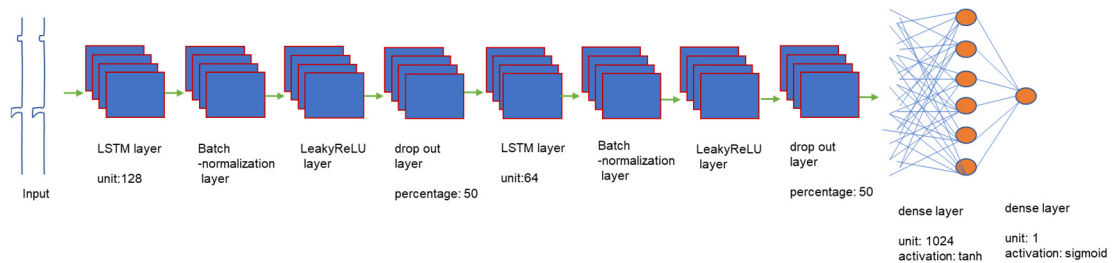 Input
LSTM layer
unit:128
Batch
-normalization
layer
LeakyReLU
layer
drop out
layer
percentage: 50
LSTM layer
unit:64
Batch
-normalization
layer
LeakyReLU
layer
drop out
layer
percentage: 50
dense layer
unit: 1024
activation: tanh
dense layer
unit: 1
activation: sigmoid